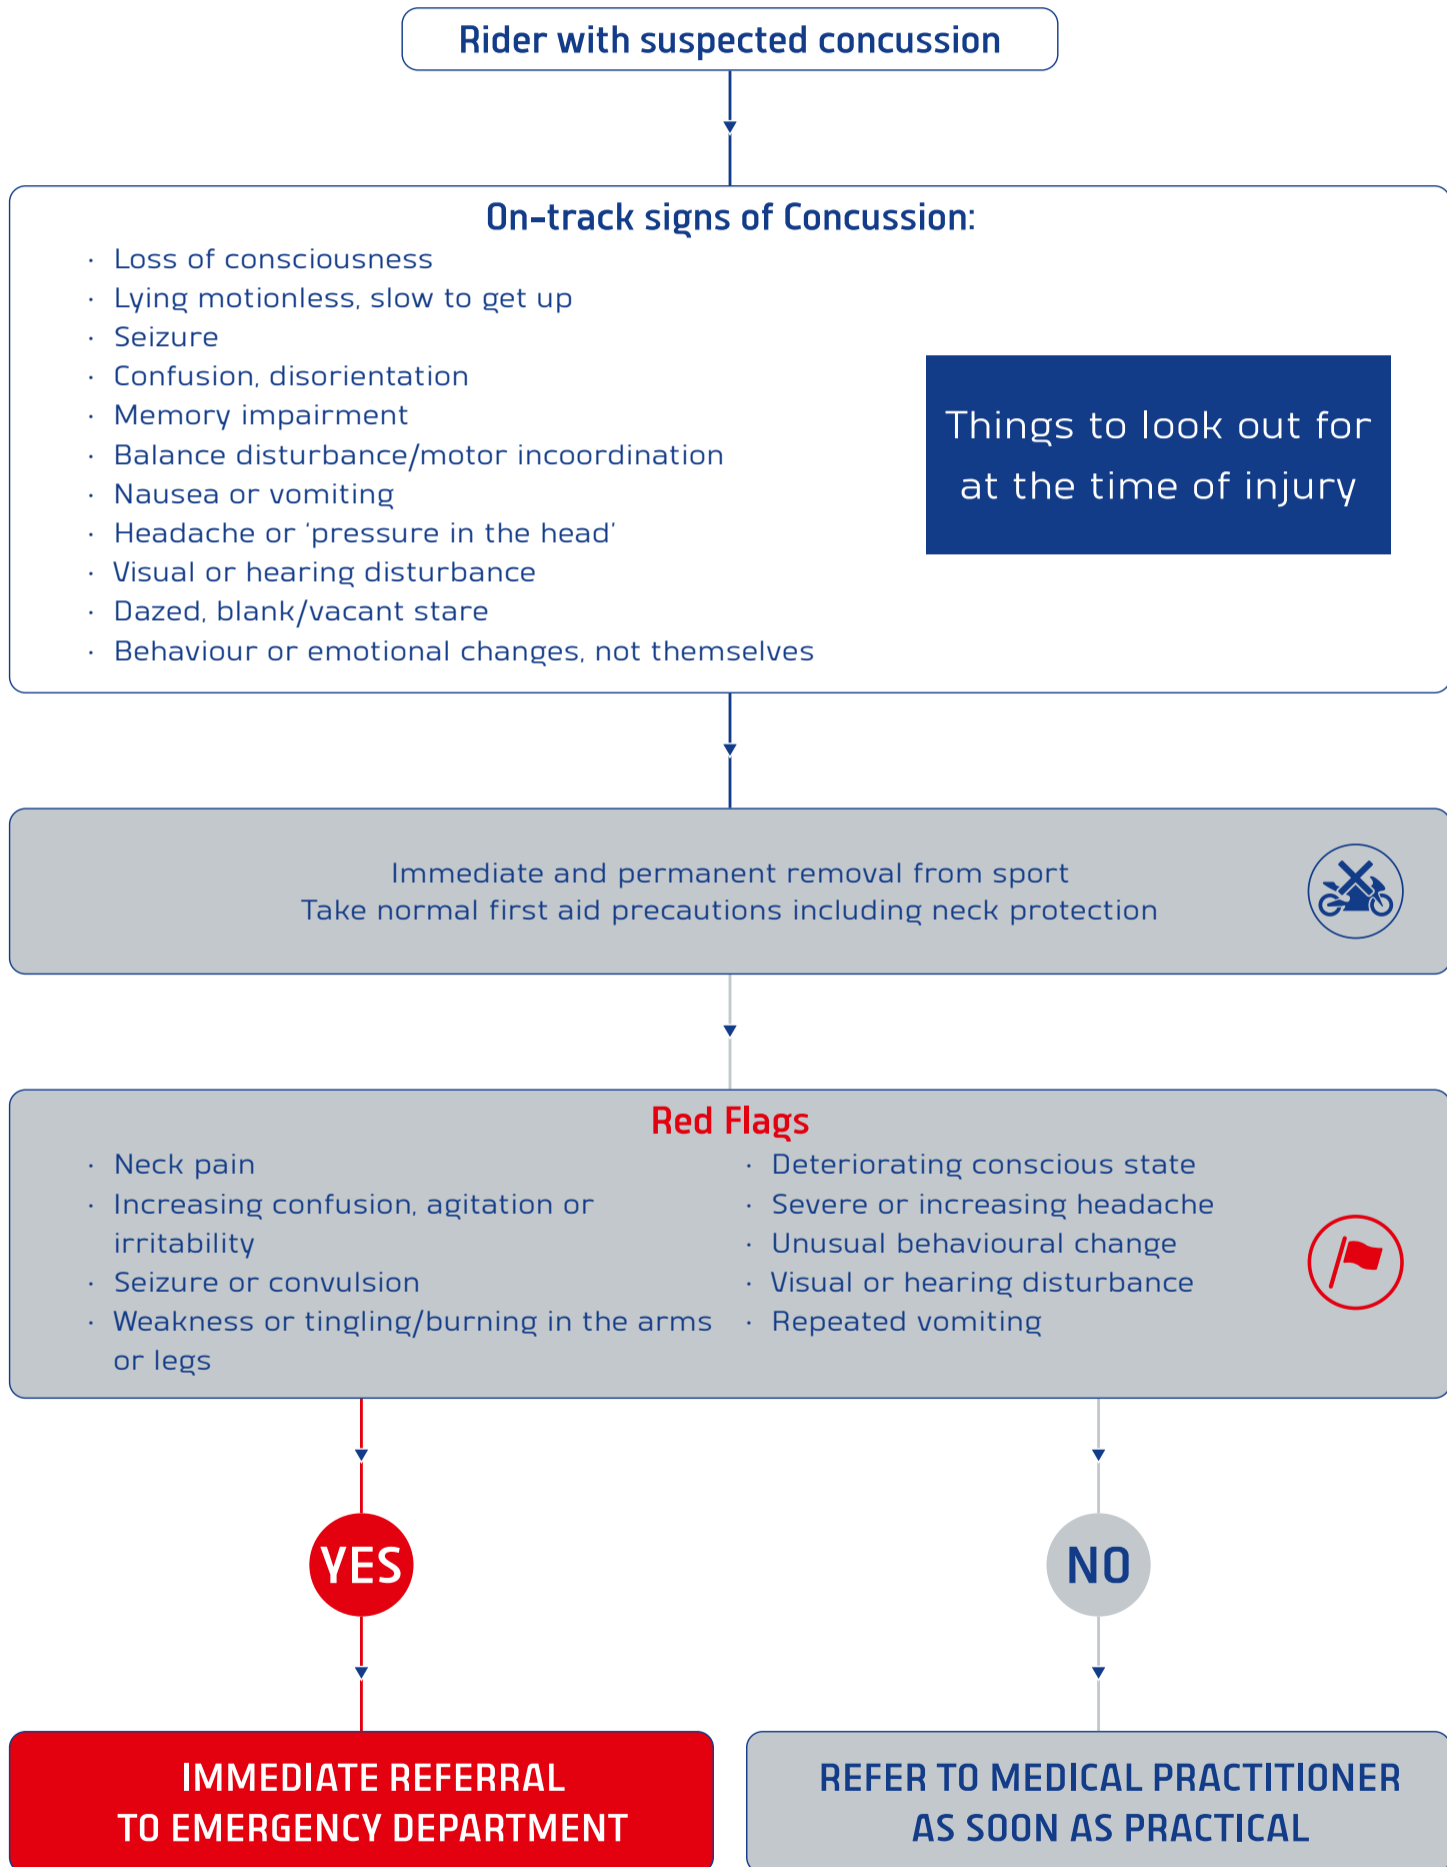 Rider with suspected concussion
On-track signs of Concussion:
· Loss of consciousness
· Lying motionless, slow to get up
· Seizure
· Confusion, disorientation
· Memory impairment
· Balance disturbance/motor incoordination
· Nausea or vomiting
· Headache or ‘pressure in the head’
· Visual or hearing disturbance
· Dazed, blank/vacant stare
· Behaviour or emotional changes, not themselves
Things to look out for
at the time of injury
Immediate and permanent removal from sport
Take normal first aid precautions including neck protection
Red Flags
· Neck pain
· Increasing confusion, agitation or
irritability
· Seizure or convulsion
· Weakness or tingling/burning in the arms
or legs
· Deteriorating conscious state
· Severe or increasing headache
· Unusual behavioural change
· Visual or hearing disturbance
· Repeated vomiting
YES
NO
IMMEDIATE REFERRAL
TO EMERGENCY DEPARTMENT
REFER TO MEDICAL PRACTITIONER
AS SOON AS PRACTICAL